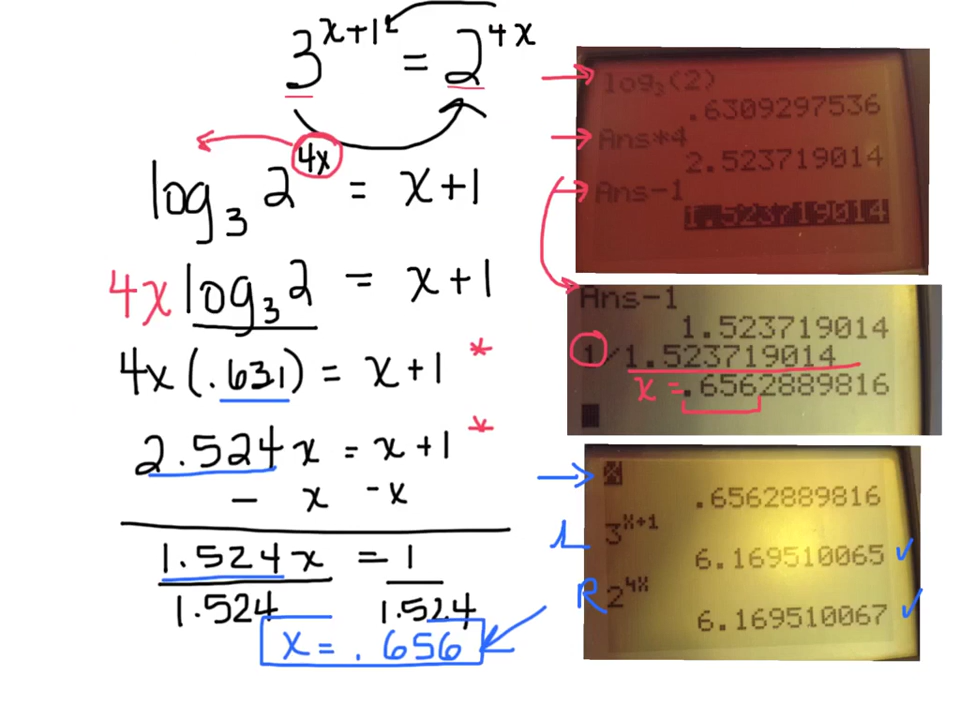 3^{x+1} = 2^{4x}
log₃ 2^{4x} = x+1
4x log₃ 2 = x+1
4x (.631) = x+1 *
2.524x = x+1 *
- x -x
1.524x = 1
1.524 1.524
x = .656
log₃(2)
.6309297536
Ans*4
2.523719014
Ans-1
1.523719014
Ans-1
1.523719014
1/1.523719014
x = .6562889816
X
.6562889816
L 3^{X+1}
6.169510065 ✓
R 2^{4X}
6.169510067 ✓